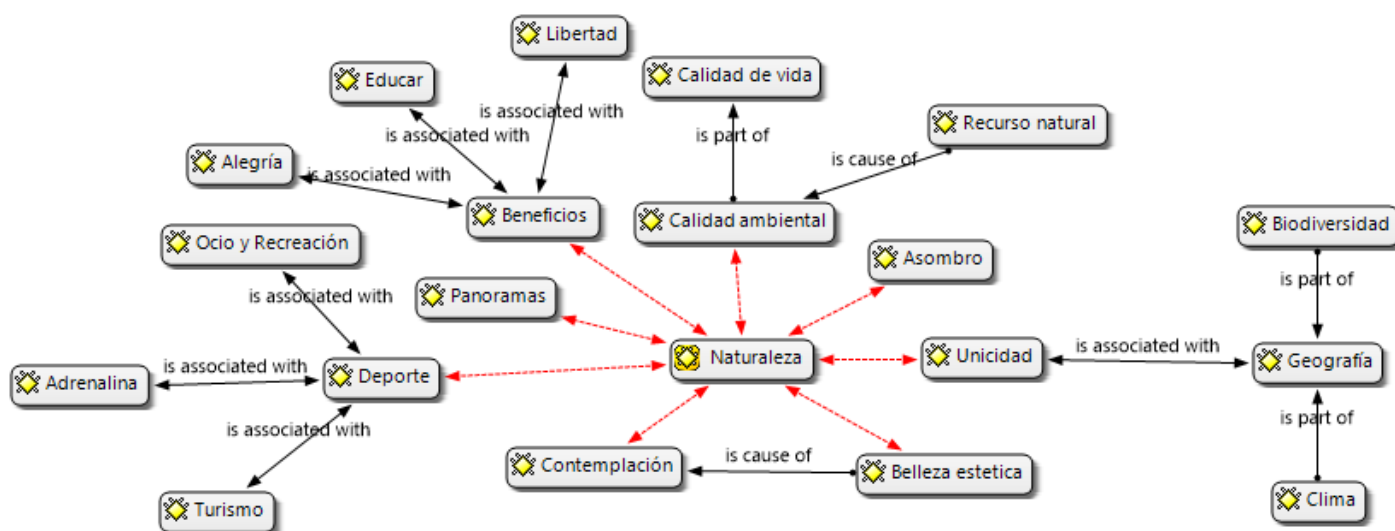 Libertad
Educar
Calidad de vida
is associated with
is associated with
is part of
Recurso natural
Alegría
is associated with
is cause of
Beneficios
Calidad ambiental
Biodiversidad
Ocio y Recreación
Asombro
is part of
is associated with
Panoramas
Naturaleza
Unicidad
is associated with
Geografía
is associated with
Adrenalina
Deporte
is part of
is associated with
Contemplación
is cause of
Belleza estetica
Turismo
Clima